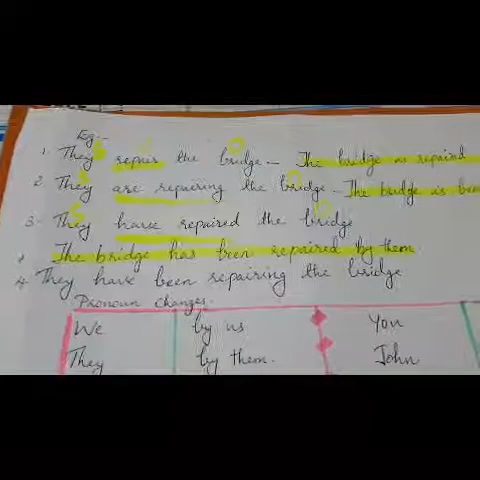 Eg:-
1. They repair the bridge - The bridge is repaired
2. They are repairing the bridge - The bridge is bein
3. They have repaired the bridge
The bridge has been repaired by them
4. They have been repairing the bridge
Pronoun changes.
We by us You
They by them. John